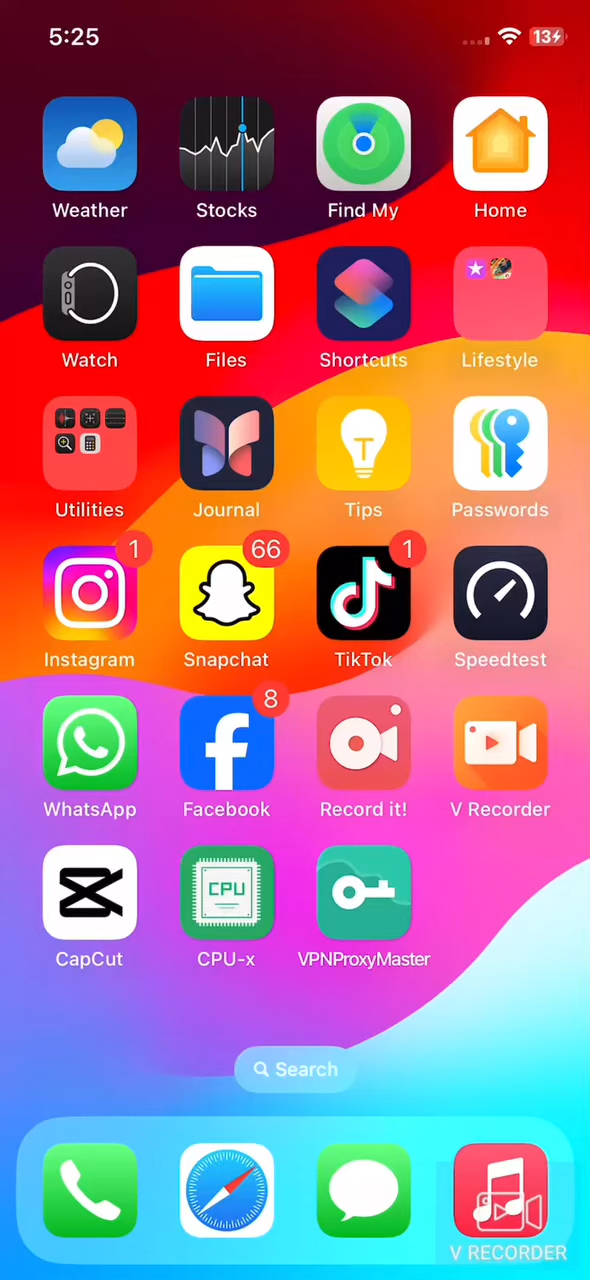 5:25
13
Weather Stocks Find My Home
Watch Files Shortcuts Lifestyle
Utilities Journal Tips Passwords
1 66 1
Instagram Snapchat TikTok Speedtest
8
WhatsApp Facebook Record it! V Recorder
CPU
CapCut CPU-x VPNProxyMaster
Search
V RECORDER